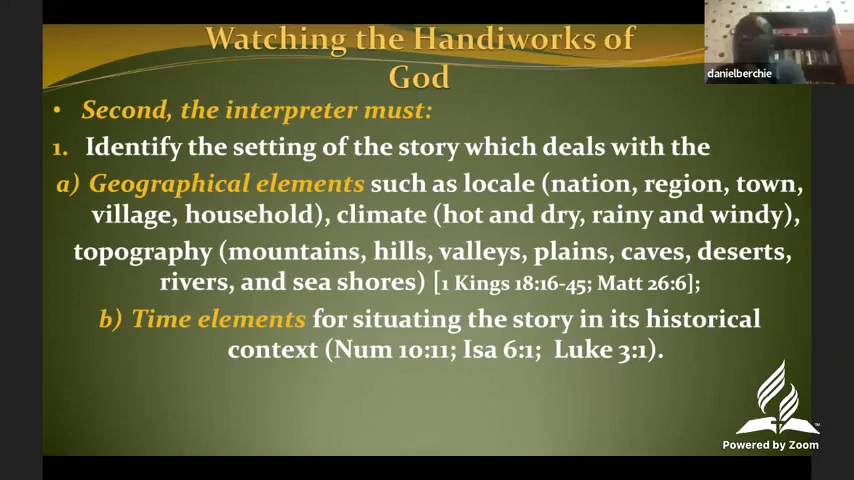 Watching the Handiworks of
God
danielberchie
• Second, the interpreter must:
1. Identify the setting of the story which deals with the
a) Geographical elements such as locale (nation, region, town,
village, household), climate (hot and dry, rainy and windy),
topography (mountains, hills, valleys, plains, caves, deserts,
rivers, and sea shores) [1 Kings 18:16-45; Matt 26:6];
b) Time elements for situating the story in its historical
context (Num 10:11; Isa 6:1; Luke 3:1).
Powered by Zoom